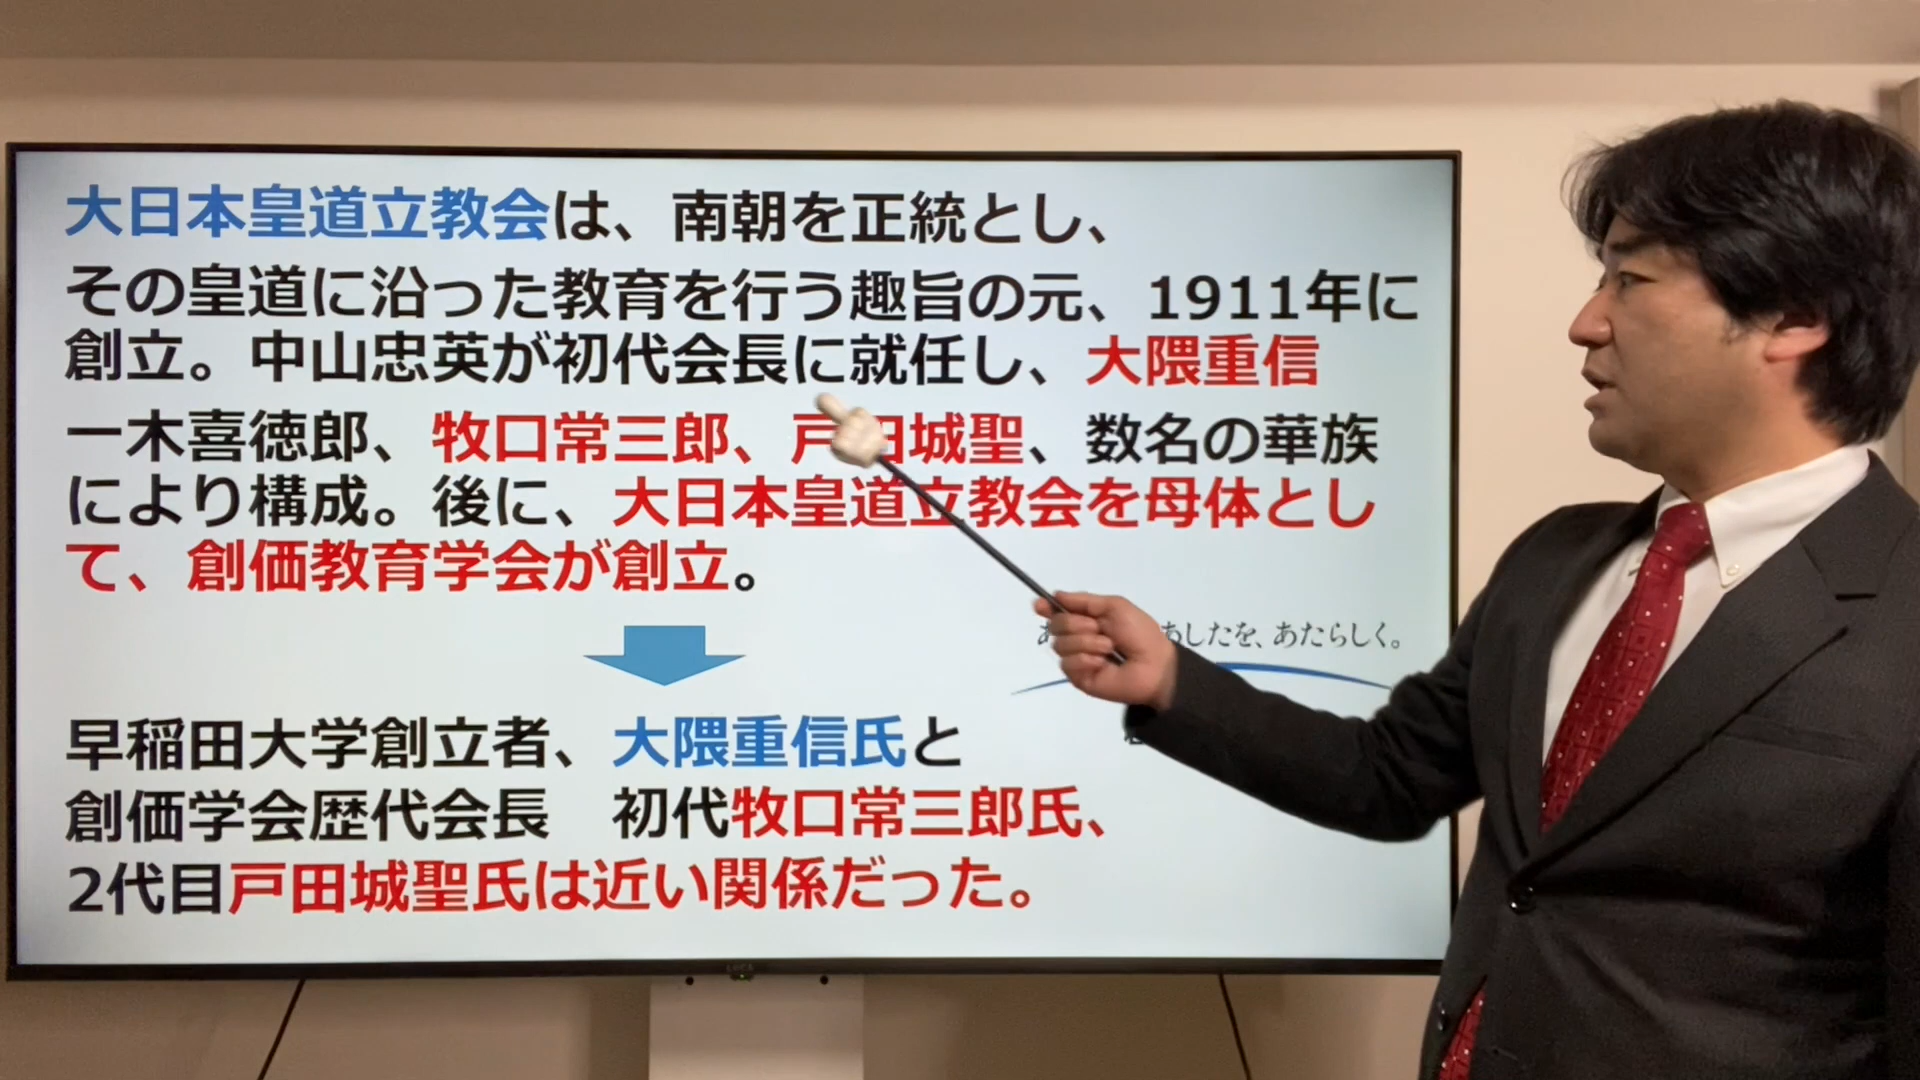 大日本皇道立教会は、南朝を正統とし、
その皇道に沿った教育を行う趣旨の元、1911年に
創立。中山忠英が初代会長に就任し、大隈重信
一木喜徳郎、牧口常三郎、戸田城聖、数名の華族
により構成。後に、大日本皇道立教会を母体とし
て、創価教育学会が創立。
あしたを、あたらしく。
早稲田大学創立者、大隈重信氏と
創価学会歴代会長　初代牧口常三郎氏、
2代目戸田城聖氏は近い関係だった。